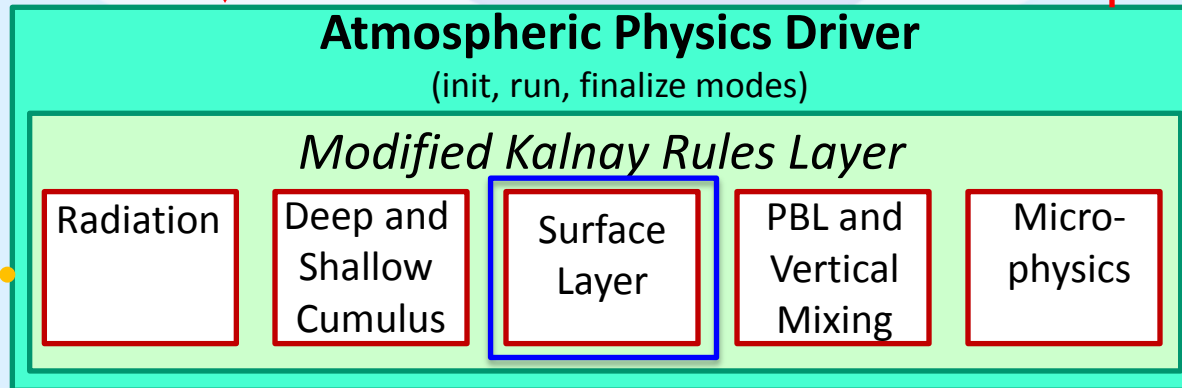 Atmospheric Physics Driver
(init, run, finalize modes)
Modified Kalnay Rules Layer
Radiation
Deep and
Shallow
Cumulus
Surface
Layer
PBL and
Vertical
Mixing
Micro-
physics